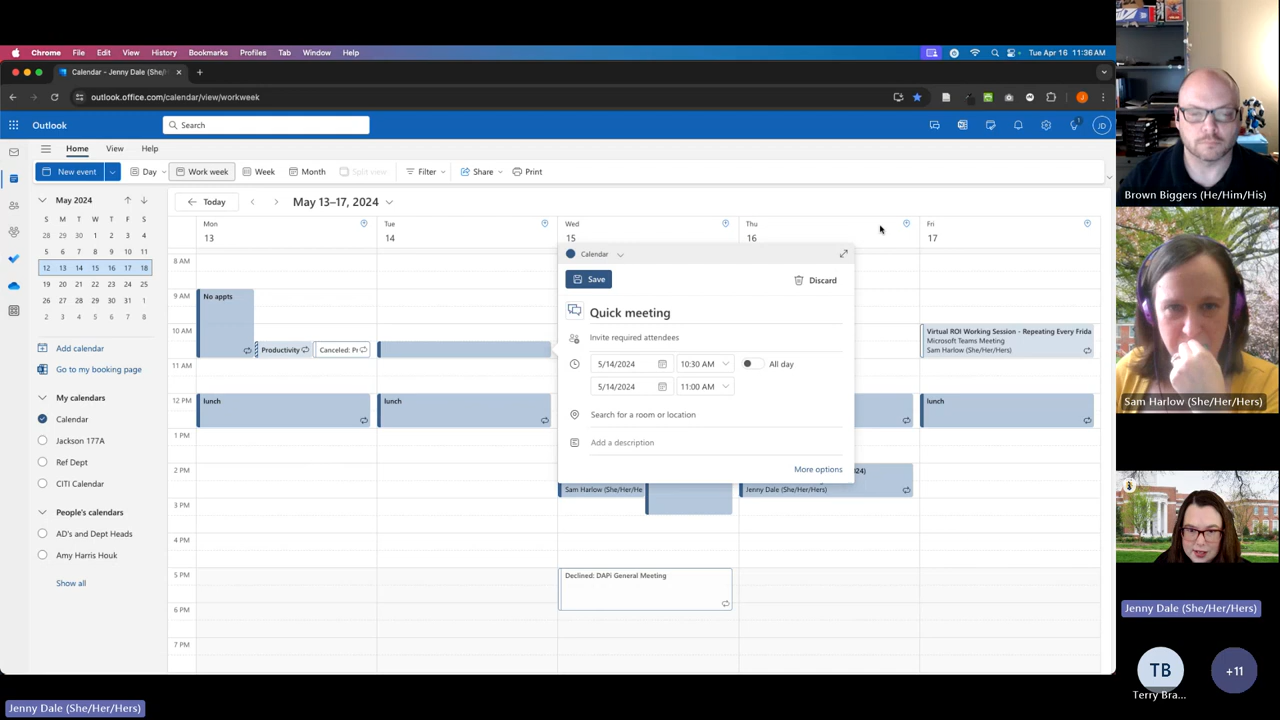 Chrome File Edit View History Bookmarks Profiles Tab Window Help
Tue Apr 16 11:36 AM
Calendar - Jenny Dale (She/H
outlook.office.com/calendar/view/workweek
J
Outlook
Search
1
JD
Home View Help
New event
Day
Work week
Week
Month
Split view
Filter
Share
Print
May 2024
S M T W T F S
28 29 30 1 2 3 4
5 6 7 8 9 10 11
12 13 14 15 16 17 18
19 20 21 22 23 24 25
26 27 28 29 30 31 1
2 3 4 5 6 7 8
Add calendar
Go to my booking page
My calendars
Calendar
Jackson 177A
Ref Dept
CITI Calendar
People's calendars
AD's and Dept Heads
Amy Harris Houk
Show all
Today
May 13–17, 2024
Mon Tue Wed Thu Fri
13 14 15 16 17
8 AM
9 AM
10 AM
11 AM
12 PM
1 PM
2 PM
3 PM
4 PM
5 PM
6 PM
7 PM
No appts
Productivity
Canceled: Pr
lunch
lunch
lunch
Virtual ROI Working Session - Repeating Every Frida
Microsoft Teams Meeting
Sam Harlow (She/Her/Hers)
Calendar
Save
Discard
Quick meeting
Invite required attendees
5/14/2024 10:30 AM All day
5/14/2024 11:00 AM
Search for a room or location
Add a description
More options
Sam Harlow (She/Her/He
Jenny Dale (She/Her/Hers)
Declined: DAPi General Meeting
Brown Biggers (He/Him/His)
Sam Harlow (She/Her/Hers)
Jenny Dale (She/Her/Hers)
TB
Terry Bra...
+11
Jenny Dale (She/Her/Hers)